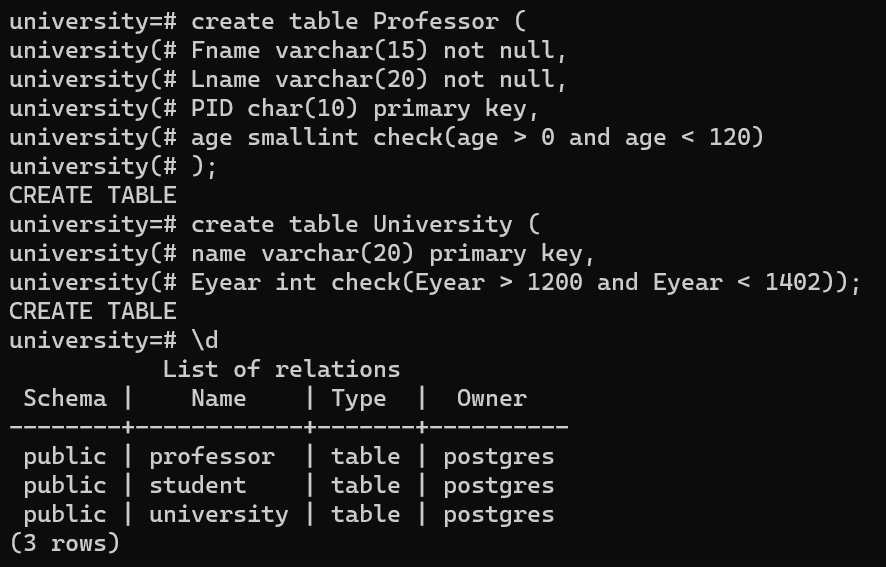 university=# create table Professor (
university(# Fname varchar(15) not null,
university(# Lname varchar(20) not null,
university(# PID char(10) primary key,
university(# age smallint check(age > 0 and age < 120)
university(# );
CREATE TABLE
university=# create table University (
university(# name varchar(20) primary key,
university(# Eyear int check(Eyear > 1200 and Eyear < 1402));
CREATE TABLE
university=# \d
           List of relations
 Schema |    Name    | Type  |  Owner
--------+------------+-------+----------
 public | professor  | table | postgres
 public | student    | table | postgres
 public | university | table | postgres
(3 rows)